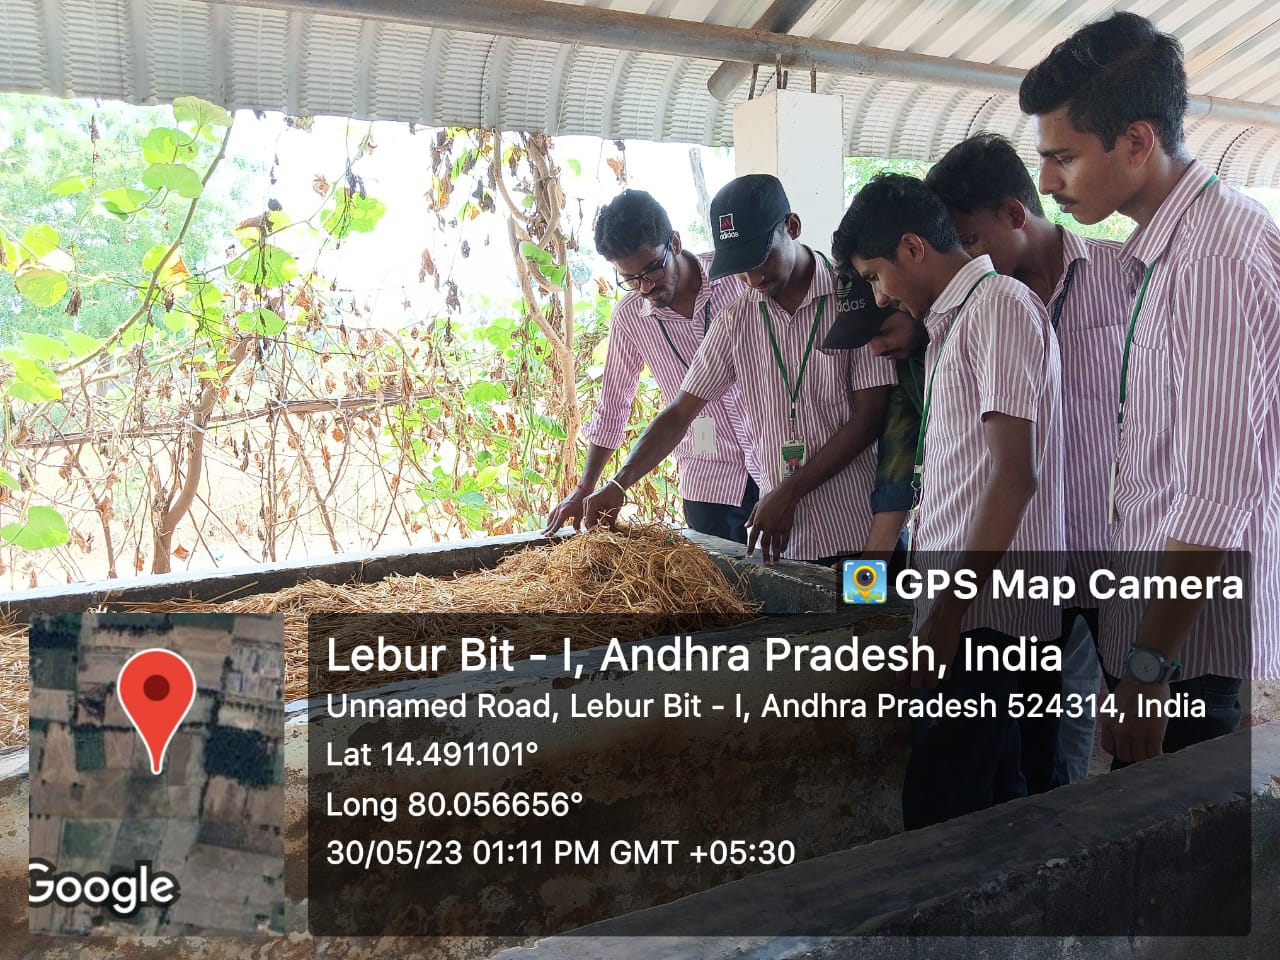 adidas
adidas
GPS Map Camera
Lebur Bit - I, Andhra Pradesh, India
Unnamed Road, Lebur Bit - I, Andhra Pradesh 524314, India
Lat 14.491101°
Long 80.056656°
30/05/23 01:11 PM GMT +05:30
Google